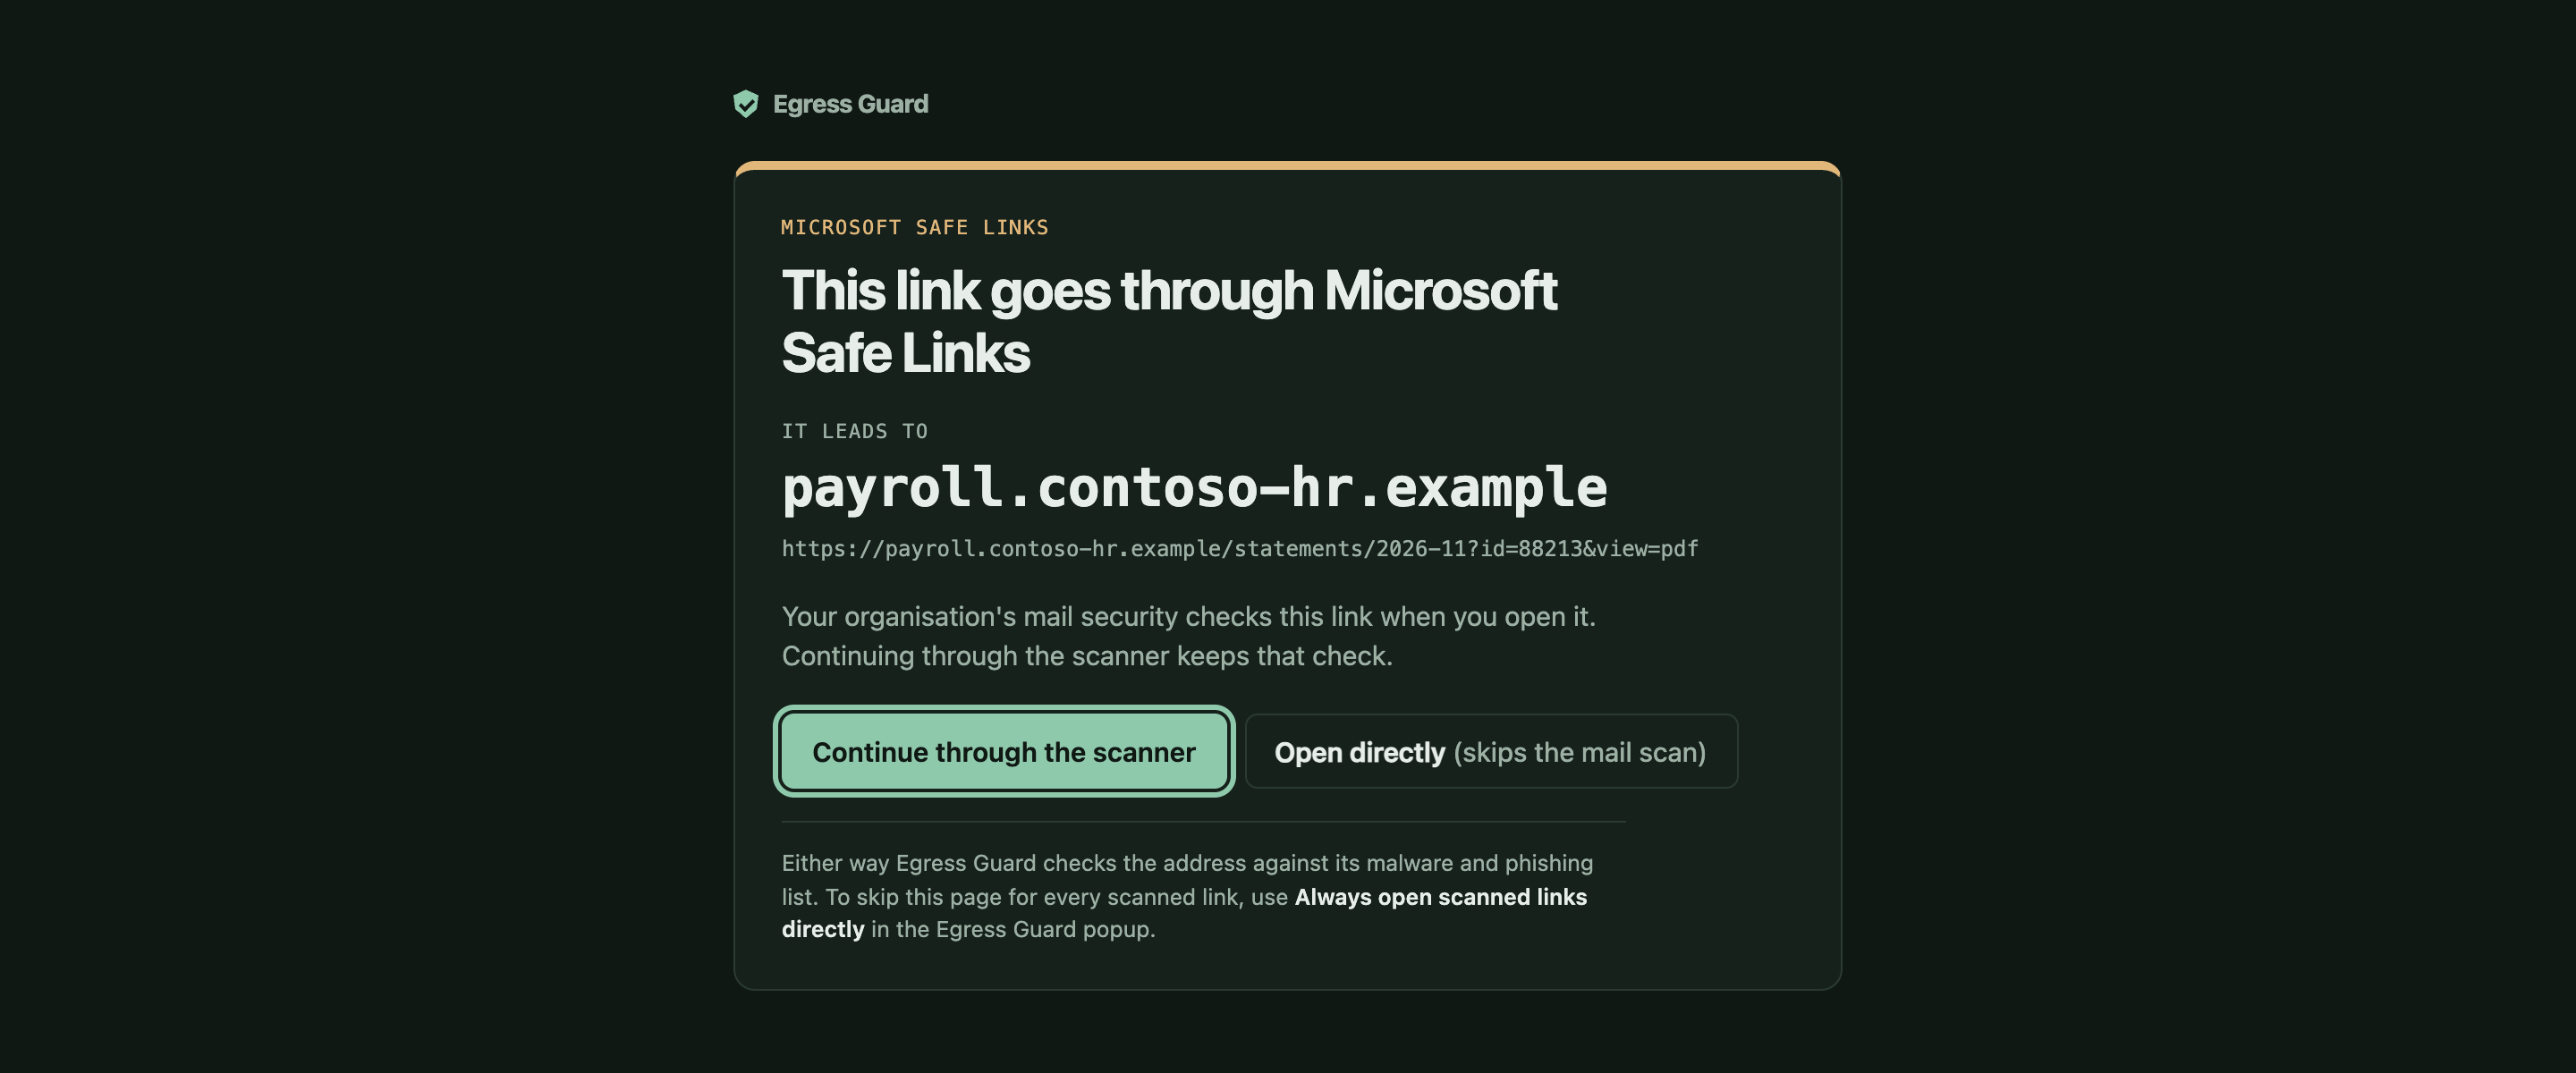 Egress Guard
MICROSOFT SAFE LINKS
This link goes through Microsoft
Safe Links
IT LEADS TO
payroll.contoso-hr.example
https://payroll.contoso-hr.example/statements/2026-11?id=88213&view=pdf
Your organisation's mail security checks this link when you open it.
Continuing through the scanner keeps that check.
Continue through the scanner
Open directly (skips the mail scan)
Either way Egress Guard checks the address against its malware and phishing
list. To skip this page for every scanned link, use Always open scanned links
directly in the Egress Guard popup.